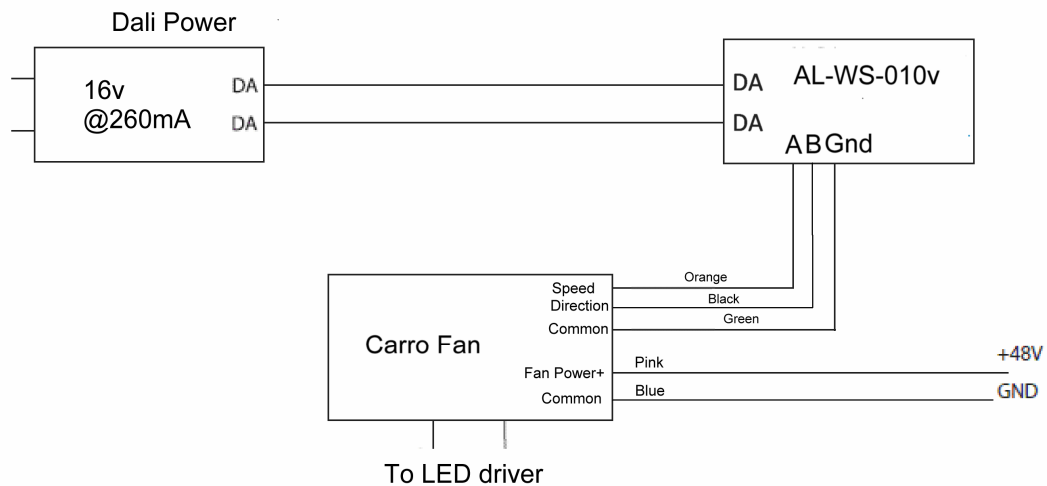 Dali Power
16v
@260mA
DA
DA
DA
DA
AL-WS-010v
A B Gnd
Speed
Direction
Common
Orange
Black
Green
Carro Fan
Fan Power+
Common
Pink
Blue
+48V
GND
To LED driver